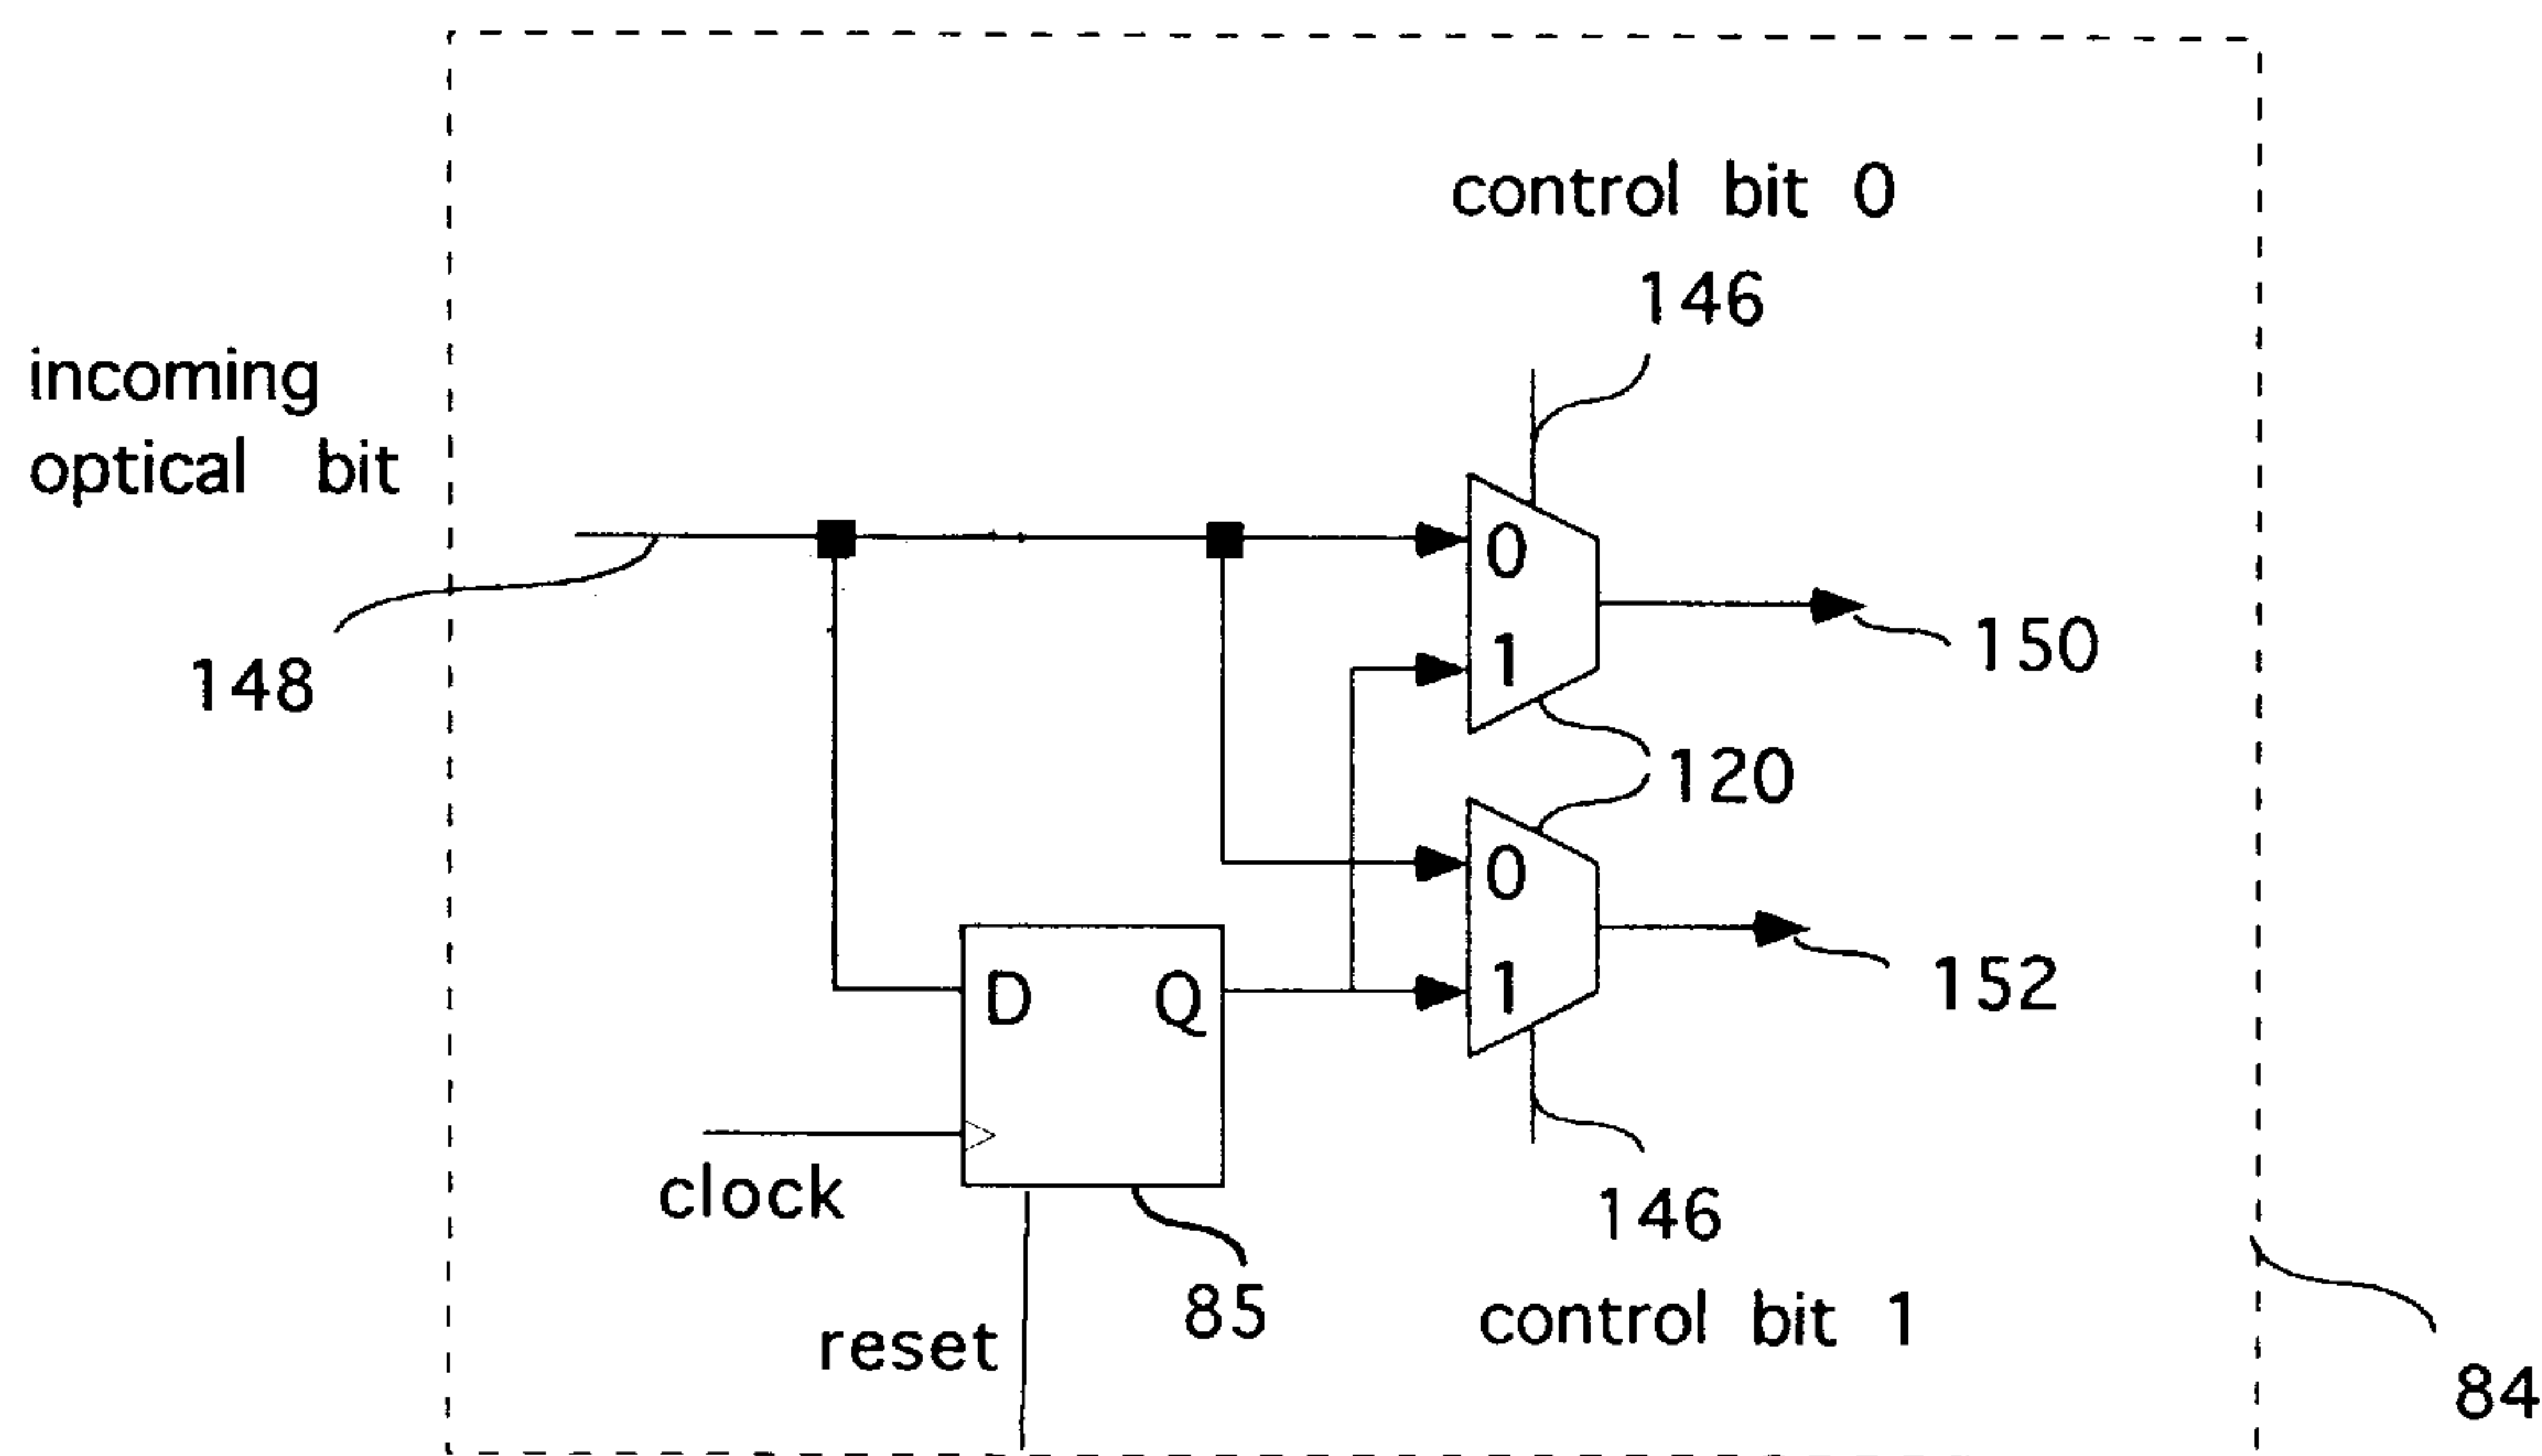 control bit 0
146
incoming
optical bit
0
1
150
148
120
0
1
152
D Q
clock
146
85
control bit 1
reset
84